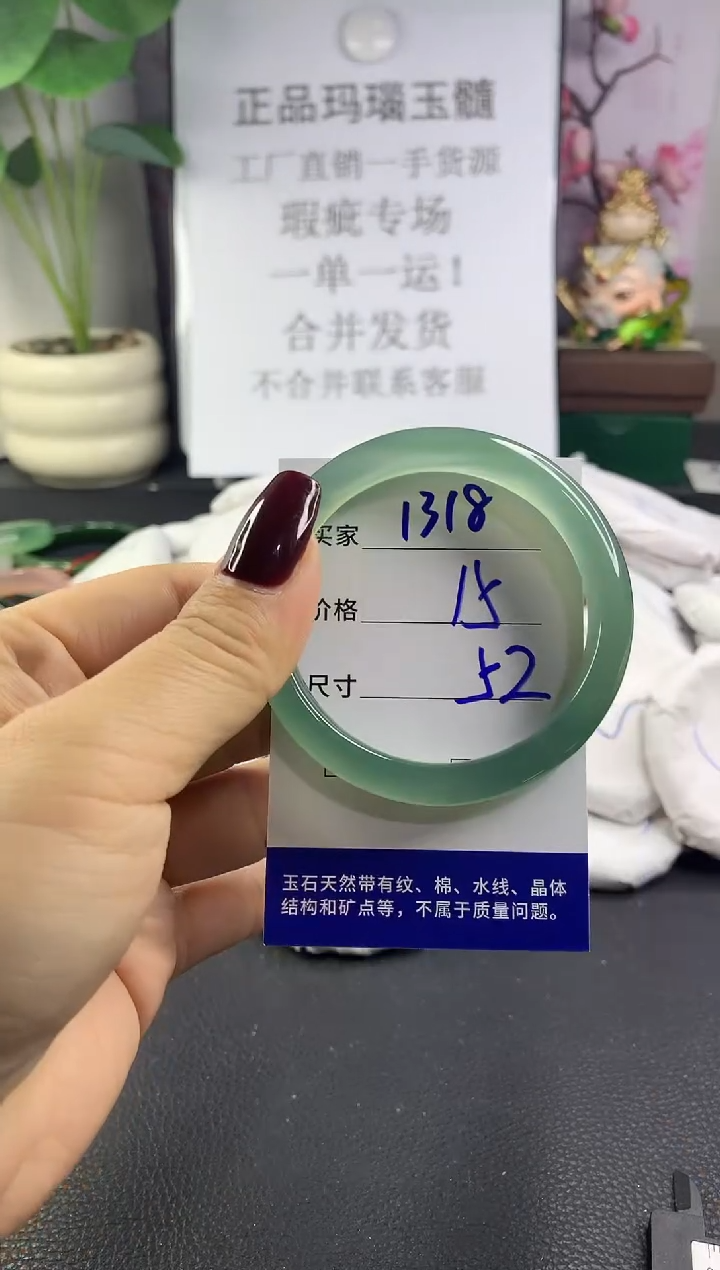 正品玛瑙玉髓
工厂直销一手货源
瑕疵专场
一单一运！
合并发货
不合并联系客服
买家 1318
价格 15
尺寸 52
玉石天然带有纹、棉、水线、晶体
结构和矿点等，不属于质量问题。